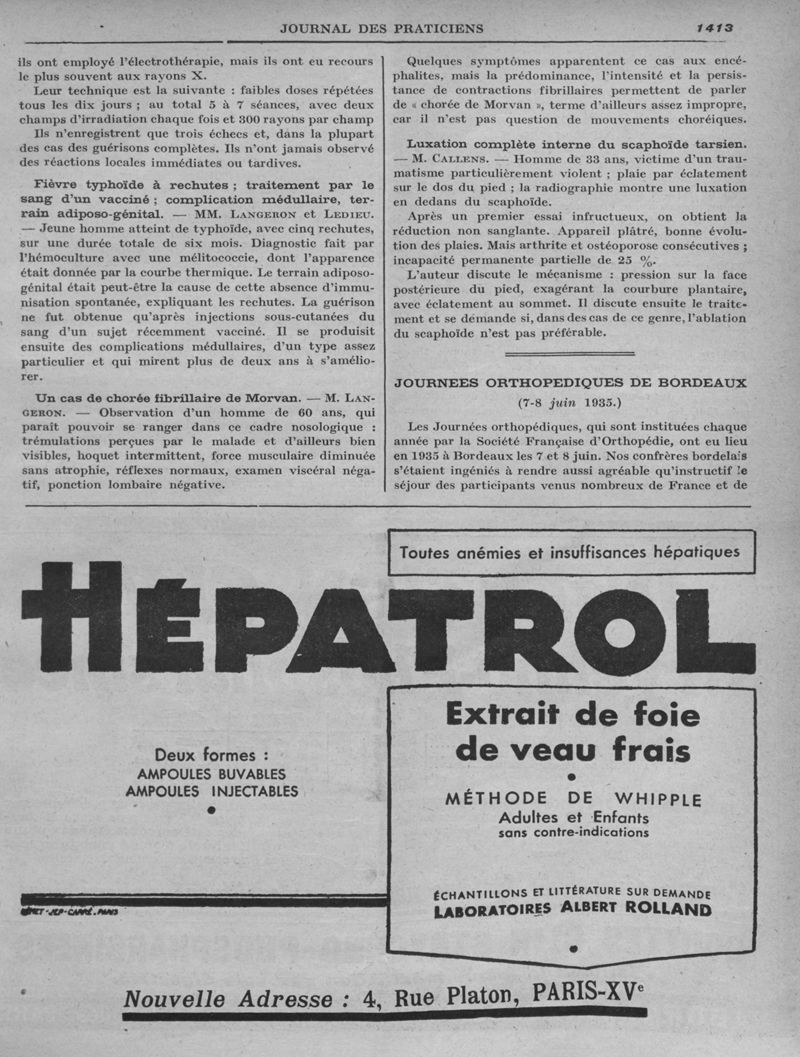 JOURNAL DES PRATICIENS
1413
ils ont employé l'électrothérapie, mais ils ont eu recours
le plus souvent aux rayons X.
Leur technique est la suivante : faibles doses répétées
tous les dix jours ; au total 5 à 7 séances, avec deux
champs d'irradiation chaque fois et 300 rayons par champ
Ils n'enregistrent que trois échecs et, dans la plupart
des cas des guérisons complètes. Ils n'ont jamais observé
des réactions locales immédiates ou tardives.
Fièvre typhoïde à rechutes ; traitement par le
sang d'un vacciné ; complication médullaire, ter-
rain adiposo-génital. — MM. LANGERON et LEDIEU.
— Jeune homme atteint de typhoïde, avec cinq rechutes,
sur une durée totale de six mois. Diagnostic fait par
l'hémoculture avec une mélitococcie, dont l'apparence
était donnée par la courbe thermique. Le terrain adiposo-
génital était peut-être la cause de cette absence d'immu-
nisation spontanée, expliquant les rechutes. La guérison
ne fut obtenue qu'après injections sous-cutanées du
sang d'un sujet récemment vacciné. Il se produisit
ensuite des complications médullaires, d'un type assez
particulier et qui mirent plus de deux ans à s'amélio-
rer.
Un cas de chorée fibrillaire de Morvan. — M. LAN-
GERON. — Observation d'un homme de 60 ans, qui
paraît pouvoir se ranger dans ce cadre nosologique :
trémulations perçues par le malade et d'ailleurs bien
visibles, hoquet intermittent, force musculaire diminuée
sans atrophie, réflexes normaux, examen viscéral néga-
tif, ponction lombaire négative.
Quelques symptômes apparentent ce cas aux encé-
phalites, mais la prédominance, l'intensité et la persis-
tance de contractions fibrillaires permettent de parler
de « chorée de Morvan », terme d'ailleurs assez impropre,
car il n'est pas question de mouvements choréiques.
Luxation complète interne du scaphoïde tarsien.
— M. CALLENS. — Homme de 33 ans, victime d'un trau-
matisme particulièrement violent ; plaie par éclatement
sur le dos du pied ; la radiographie montre une luxation
en dedans du scaphoïde.
Après un premier essai infructueux, on obtient la
réduction non sanglante. Appareil plâtré, bonne évolu-
tion des plaies. Mais arthrite et ostéoporose consécutives ;
incapacité permanente partielle de 25 %.
L'auteur discute le mécanisme : pression sur la face
postérieure du pied, exagérant la courbure plantaire,
avec éclatement au sommet. Il discute ensuite le traite-
ment et se demande si, dans des cas de ce genre, l'ablation
du scaphoïde n'est pas préférable.
JOURNEES ORTHOPEDIQUES DE BORDEAUX
(7-8 juin 1935.)
Les Journées orthopédiques, qui sont instituées chaque
année par la Société Française d'Orthopédie, ont eu lieu
en 1935 à Bordeaux les 7 et 8 juin. Nos confrères bordelais
s'étaient ingéniés à rendre aussi agréable qu'instructif le
séjour des participants venus nombreux de France et de
Toutes anémies et insuffisances hépatiques
HÉPATROL
Deux formes :
AMPOULES BUVABLES
AMPOULES INJECTABLES
Extrait de foie
de veau frais
MÉTHODE DE WHIPPLE
Adultes et Enfants
sans contre-indications
ÉCHANTILLONS ET LITTÉRATURE SUR DEMANDE
LABORATOIRES ALBERT ROLLAND
Nouvelle Adresse : 4, Rue Platon, PARIS-XVe